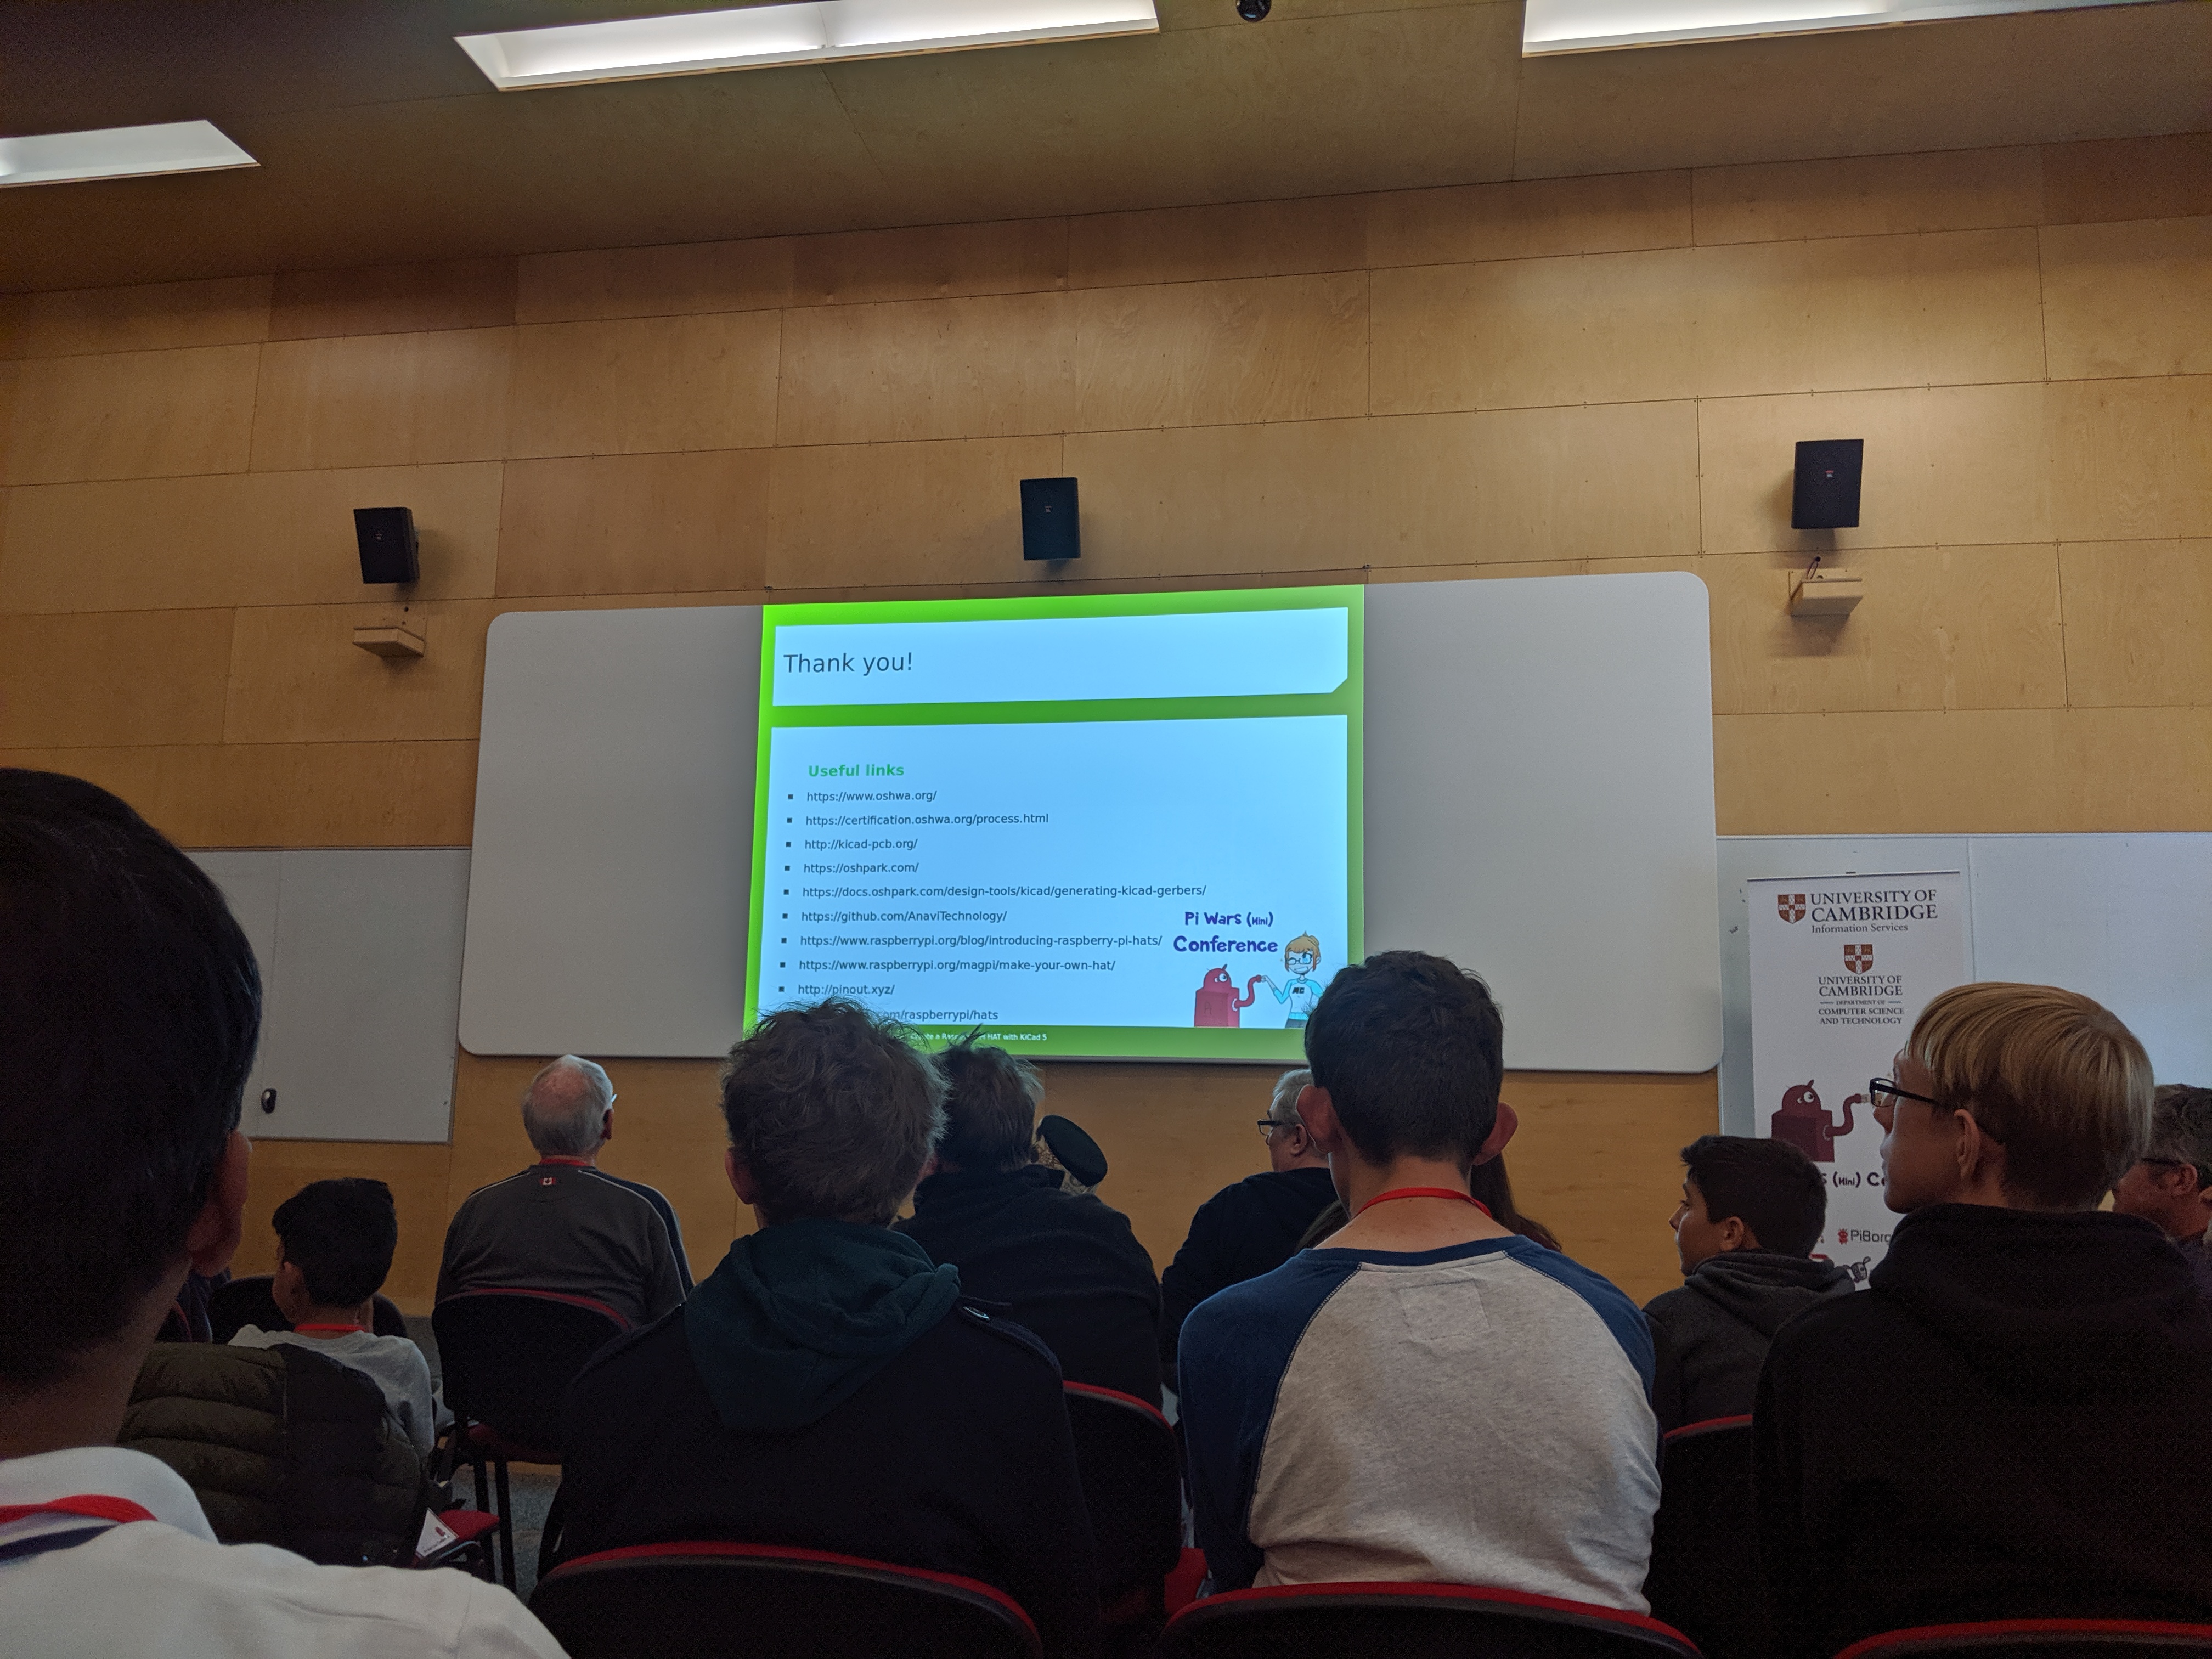 Thank you!
Useful links
https://www.oshwa.org/
https://certification.oshwa.org/process.html
http://kicad-pcb.org/
https://oshpark.com/
https://docs.oshpark.com/design-tools/kicad/generating-kicad-gerbers/
https://github.com/AnaviTechnology/
https://www.raspberrypi.org/blog/introducing-raspberry-pi-hats/
https://www.raspberrypi.org/magpi/make-your-own-hat/
http://pinout.xyz/
com/raspberrypi/hats
Pi Wars (Mini)
Conference
a HAT with KiCad 5
UNIVERSITY OF
CAMBRIDGE
Information Services
UNIVERSITY OF
CAMBRIDGE
DEPARTMENT OF
COMPUTER SCIENCE
AND TECHNOLOGY
(Mini)